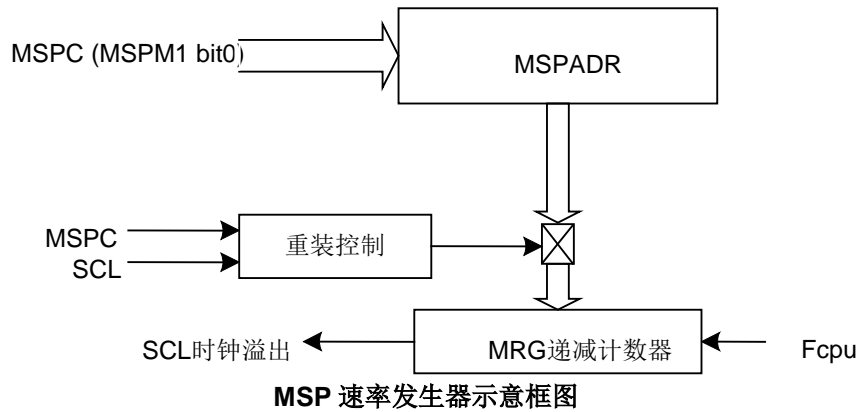 MSPC (MSPM1 bit0)
MSPADR
MSPC
SCL
重装控制
SCL时钟溢出
MRG递减计数器
Fcpu
MSP 速率发生器示意框图